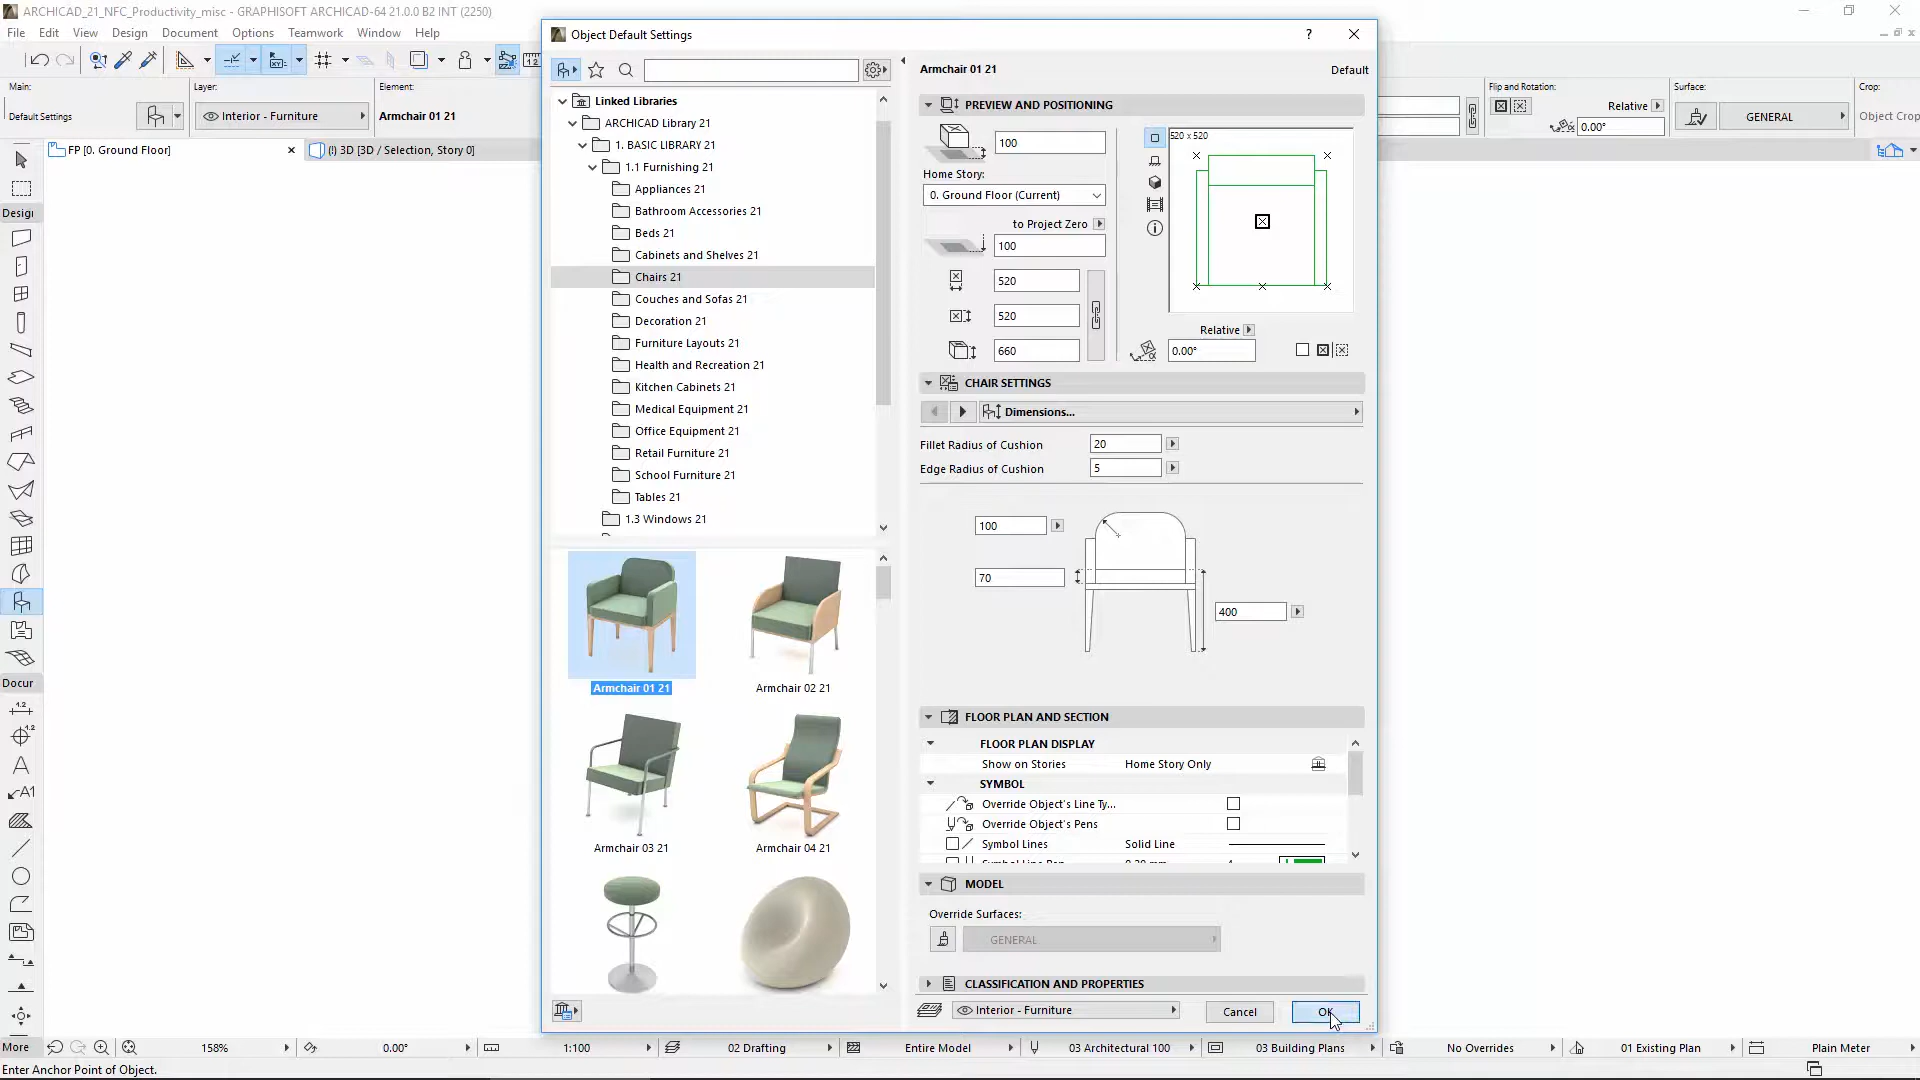 ARCHICAD_21_NFC_Productivity_misc - GRAPHISOFT ARCHICAD-64 21.0.0 B2 INT (2250)
File Edit View Design Document Options Teamwork Window Help
Main:
Default Settings
Layer:
Interior - Furniture
Element:
Armchair 01 21
Flip and Rotation:
Relative
0.00°
Surface:
GENERAL
Crop:
Object Crop
FP [0. Ground Floor]
(!) 3D [3D / Selection, Story 0]
Desigi
Docur
1.2
1.2
A
A1
More
Object Default Settings
?
Linked Libraries
ARCHICAD Library 21
1. BASIC LIBRARY 21
1.1 Furnishing 21
Appliances 21
Bathroom Accessories 21
Beds 21
Cabinets and Shelves 21
Chairs 21
Couches and Sofas 21
Decoration 21
Furniture Layouts 21
Health and Recreation 21
Kitchen Cabinets 21
Medical Equipment 21
Office Equipment 21
Retail Furniture 21
School Furniture 21
Tables 21
1.3 Windows 21
Armchair 01 21
Armchair 02 21
Armchair 03 21
Armchair 04 21
Armchair 01 21
Default
PREVIEW AND POSITIONING
100
Home Story:
0. Ground Floor (Current)
to Project Zero
100
520
520
660
520 x 520
Relative
0.00°
CHAIR SETTINGS
Dimensions...
Fillet Radius of Cushion 20
Edge Radius of Cushion 5
100
70
400
FLOOR PLAN AND SECTION
FLOOR PLAN DISPLAY
Show on Stories Home Story Only
SYMBOL
Override Object's Line Ty...
Override Object's Pens
Symbol Lines Solid Line
MODEL
Override Surfaces:
GENERAL
CLASSIFICATION AND PROPERTIES
Interior - Furniture
Cancel
OK
158% 0.00° 1:100 02 Drafting Entire Model 03 Architectural 100 03 Building Plans No Overrides 01 Existing Plan Plain Meter
Enter Anchor Point of Object.